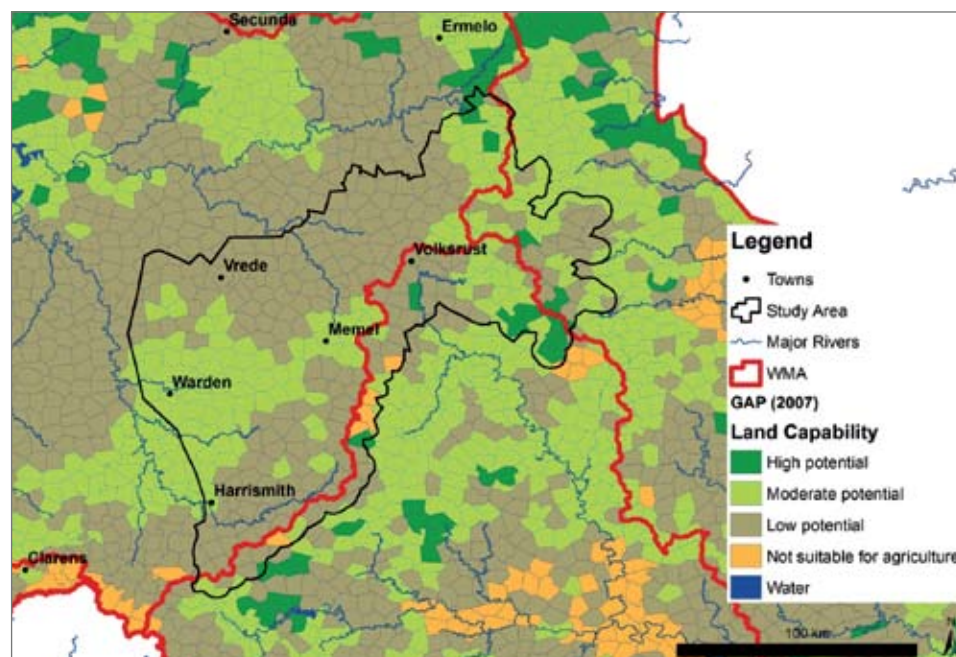 Secunda
Ermelo
Volksrust
Vrede
Memel
Warden
Harrismith
Clarens
Legend
Towns
Study Area
Major Rivers
WMA
GAP (2007)
Land Capability
High potential
Moderate potential
Low potential
Not suitable for agriculture
Water
100 km
N